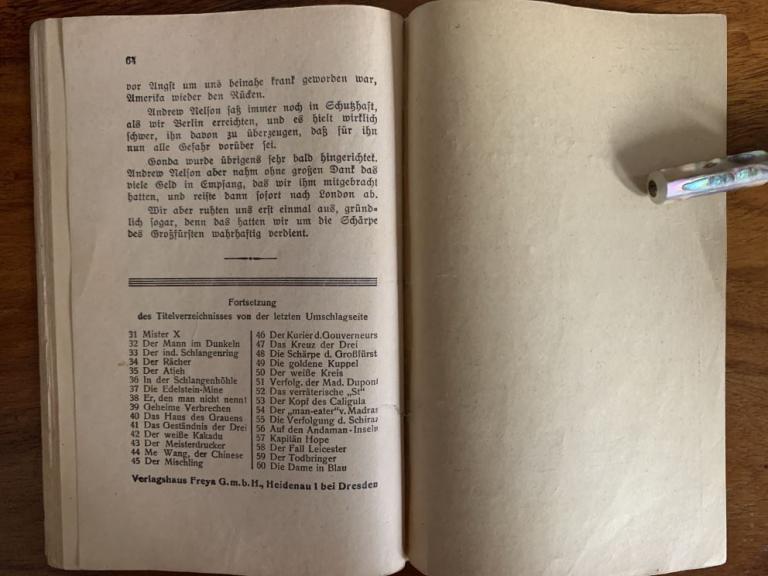 64
vor Angst um uns beinahe krank geworden war,
Amerika wieder den Rücken.
Andrew Nelson saß immer noch in Schutzhaft,
als wir Berlin erreichten, und es hielt wirklich
schwer, ihn davon zu überzeugen, daß für ihn
nun alle Gefahr vorüber sei.
Gonda wurde übrigens sehr bald hingerichtet.
Andrew Nelson aber nahm ohne großen Dank das
viele Geld in Empfang, das wir ihm mitgebracht
hatten, und reiste dann sofort nach London ab.
Wir aber ruhten uns erst einmal aus, gründ-
lich sogar, denn das hatten wir um die Schärpe
des Großfürsten wahrhaftig verdient.
Fortsetzung
des Titelverzeichnisses von der letzten Umschlagseite
31 Mister X
32 Der Mann im Dunkeln
33 Der ind. Schlangenring
34 Der Rächer
35 Der Atjeh
36 In der Schlangenhöhle
37 Die Edelstein-Mine
38 Er, den man nicht nennt
39 Geheime Verbrechen
40 Das Haus des Grauens
41 Das Geständnis der Drei
42 Der weiße Kakadu
43 Der Meisterdrucker
44 Me Wang, der Chinese
45 Der Mischling
46 Der Kurier d. Gouverneurs
47 Das Kreuz der Drei
48 Die Schärpe d. Großfürst
49 Die goldene Kuppel
50 Der weiße Kreis
51 Verfolg. der Mad. Dupont
52 Das verräterische „St“
53 Der Kopf des Caligula
54 Der „man-eater“ v. Madras
55 Die Verfolgung d. Schiraz
56 Auf den Andaman-Inseln
57 Kapitän Hope
58 Der Fall Leicester
59 Der Todbringer
60 Die Dame in Blau
Verlagshaus Freya G.m.b.H., Heidenau 1 bei Dresden